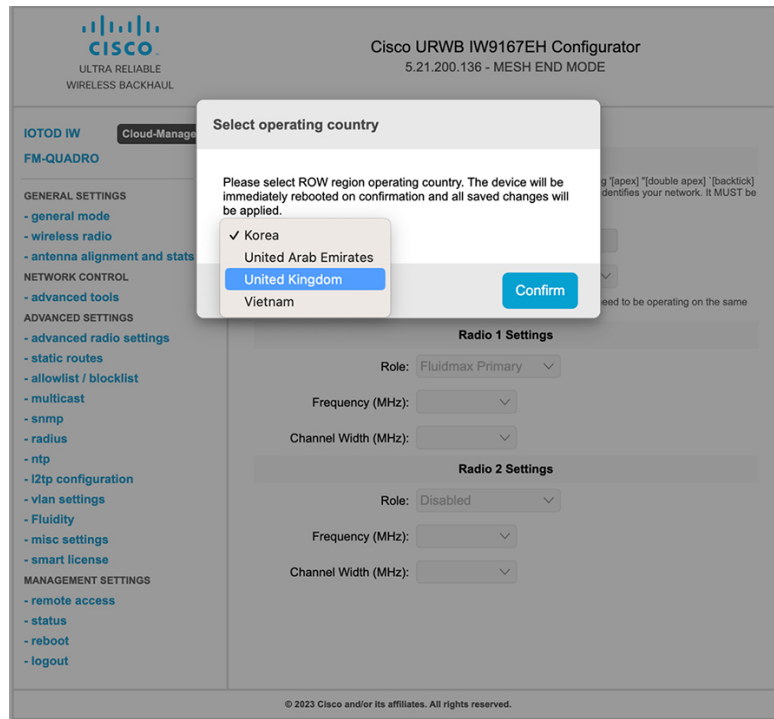 CISCO
ULTRA RELIABLE
WIRELESS BACKHAUL
Cisco URWB IW9167EH Configurator
5.21.200.136 - MESH END MODE
IOTOD IW
Cloud-Manage
FM-QUADRO
GENERAL SETTINGS
- general mode
- wireless radio
- antenna alignment and stats
NETWORK CONTROL
- advanced tools
ADVANCED SETTINGS
- advanced radio settings
- static routes
- allowlist / blocklist
- multicast
- snmp
- radius
- ntp
- l2tp configuration
- vlan settings
- Fluidity
- misc settings
- smart license
MANAGEMENT SETTINGS
- remote access
- status
- reboot
- logout
Select operating country
Please select ROW region operating country. The device will be
immediately rebooted on confirmation and all saved changes will
be applied.
✓ Korea
United Arab Emirates
United Kingdom
Vietnam
Confirm
g '[apex] "[double apex] `[backtick]
dentifies your network. It MUST be
eed to be operating on the same
Radio 1 Settings
Role: Fluidmax Primary
Frequency (MHz):
Channel Width (MHz):
Radio 2 Settings
Role: Disabled
Frequency (MHz):
Channel Width (MHz):
© 2023 Cisco and/or its affiliates. All rights reserved.